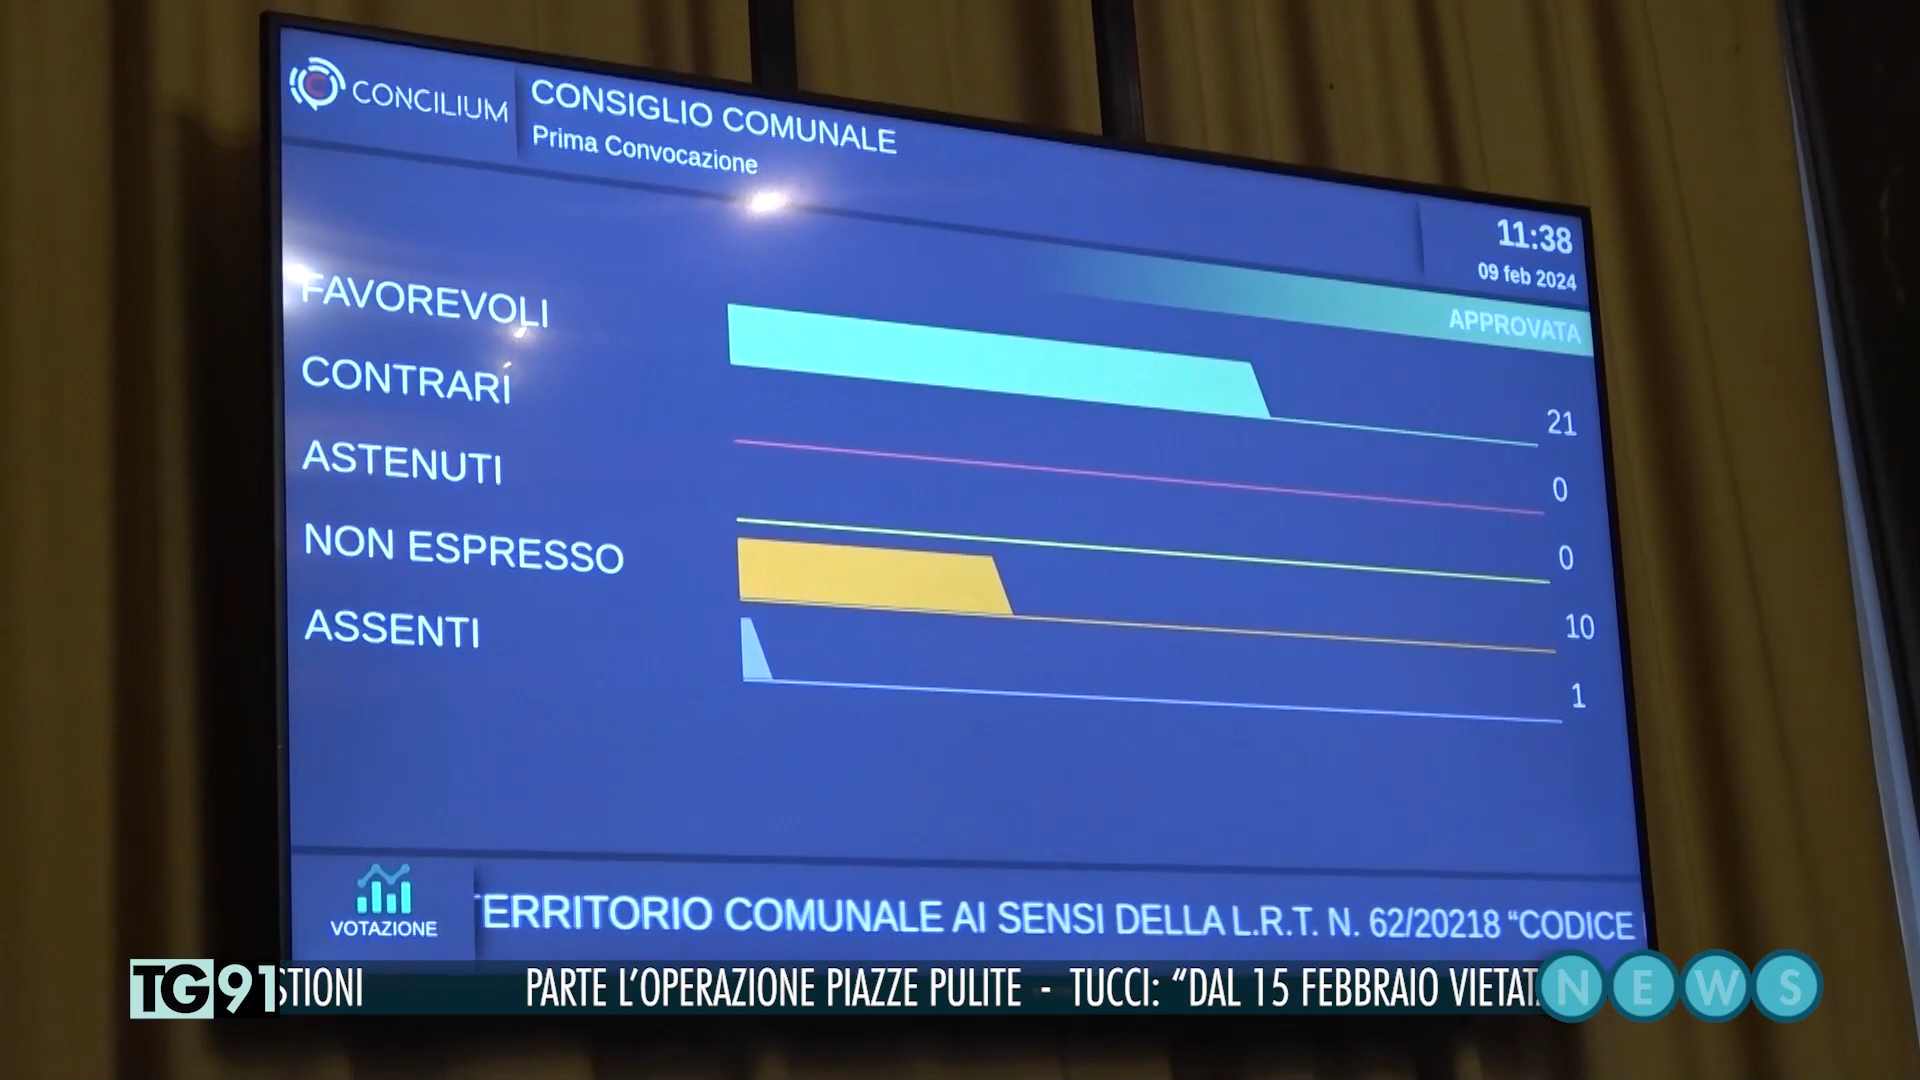 CONCILIUM
CONSIGLIO COMUNALE
Prima Convocazione
11:38
09 feb 2024
APPROVATA
FAVOREVOLI
21
CONTRARI
0
ASTENUTI
0
NON ESPRESSO
10
ASSENTI
1
VOTAZIONE
TERRITORIO COMUNALE AI SENSI DELLA L.R.T. N. 62/20218 “CODICE
TG91
STIONI PARTE L’OPERAZIONE PIAZZE PULITE - TUCCI: “DAL 15 FEBBRAIO VIETAT
NEWS